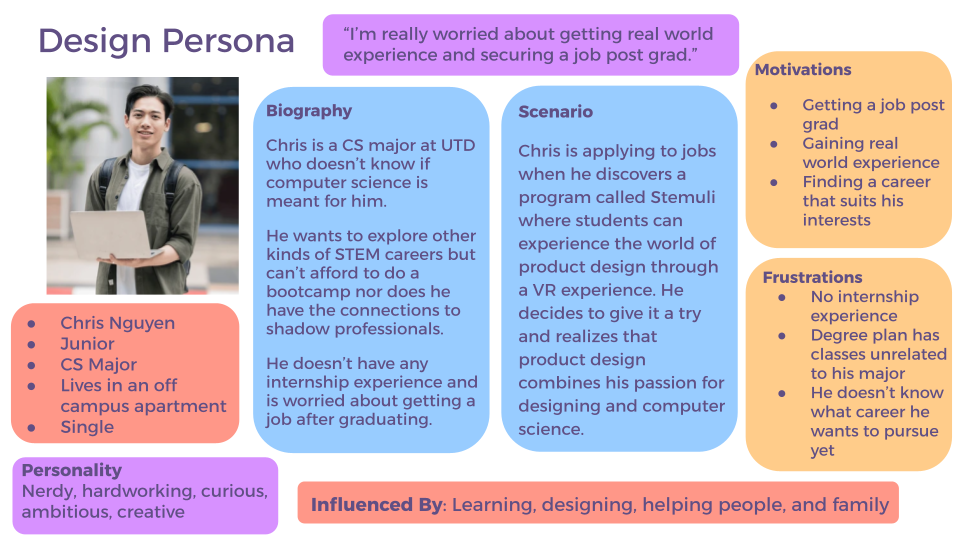 Design Persona
“I’m really worried about getting real world
experience and securing a job post grad.”
Biography
Chris is a CS major at UTD
who doesn’t know if
computer science is
meant for him.
He wants to explore other
kinds of STEM careers but
can’t afford to do a
bootcamp nor does he
have the connections to
shadow professionals.
He doesn’t have any
internship experience and
is worried about getting a
job after graduating.
Scenario
Chris is applying to jobs
when he discovers a
program called Stemuli
where students can
experience the world of
product design through
a VR experience. He
decides to give it a try
and realizes that
product design
combines his passion for
designing and computer
science.
Motivations
● Getting a job post
grad
● Gaining real
world experience
● Finding a career
that suits his
interests
Frustrations
● No internship
experience
● Degree plan has
classes unrelated
to his major
● He doesn’t know
what career he
wants to pursue
yet
● Chris Nguyen
● Junior
● CS Major
● Lives in an off
campus apartment
● Single
Personality
Nerdy, hardworking, curious,
ambitious, creative
Influenced By: Learning, designing, helping people, and family